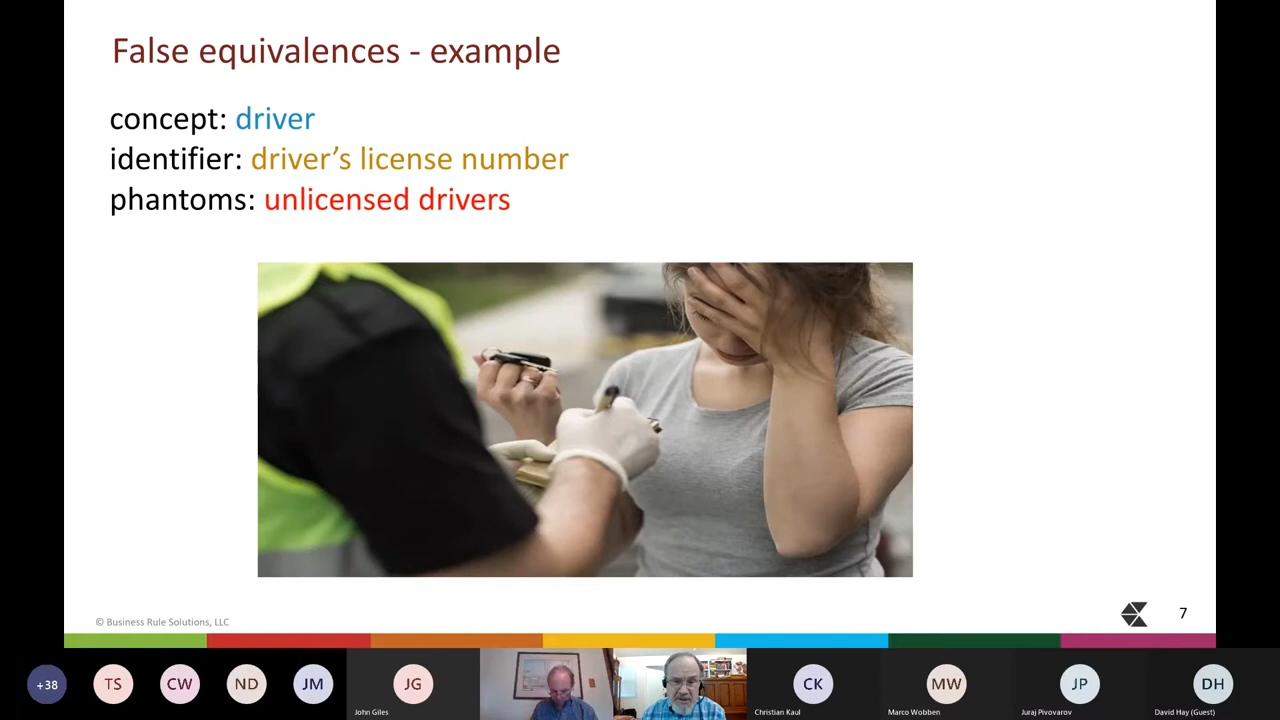 False equivalences - example
concept: driver
identifier: driver’s license number
phantoms: unlicensed drivers
© Business Rule Solutions, LLC
7
+38
TS
CW
ND
JM
JG
John Giles
CK
Christian Kaul
MW
Marco Wobben
JP
Juraj Pivovarov
DH
David Hay (Guest)